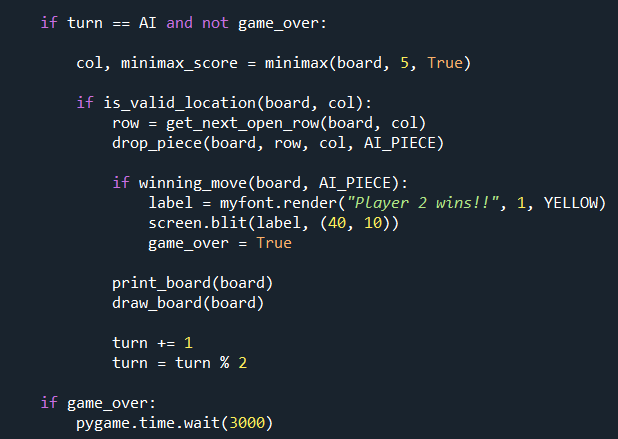 if turn == AI and not game_over:
col, minimax_score = minimax(board, 5, True)
if is_valid_location(board, col):
row = get_next_open_row(board, col)
drop_piece(board, row, col, AI_PIECE)
if winning_move(board, AI_PIECE):
label = myfont.render("Player 2 wins!!", 1, YELLOW)
screen.blit(label, (40, 10))
game_over = True
print_board(board)
draw_board(board)
turn += 1
turn = turn % 2
if game_over:
pygame.time.wait(3000)